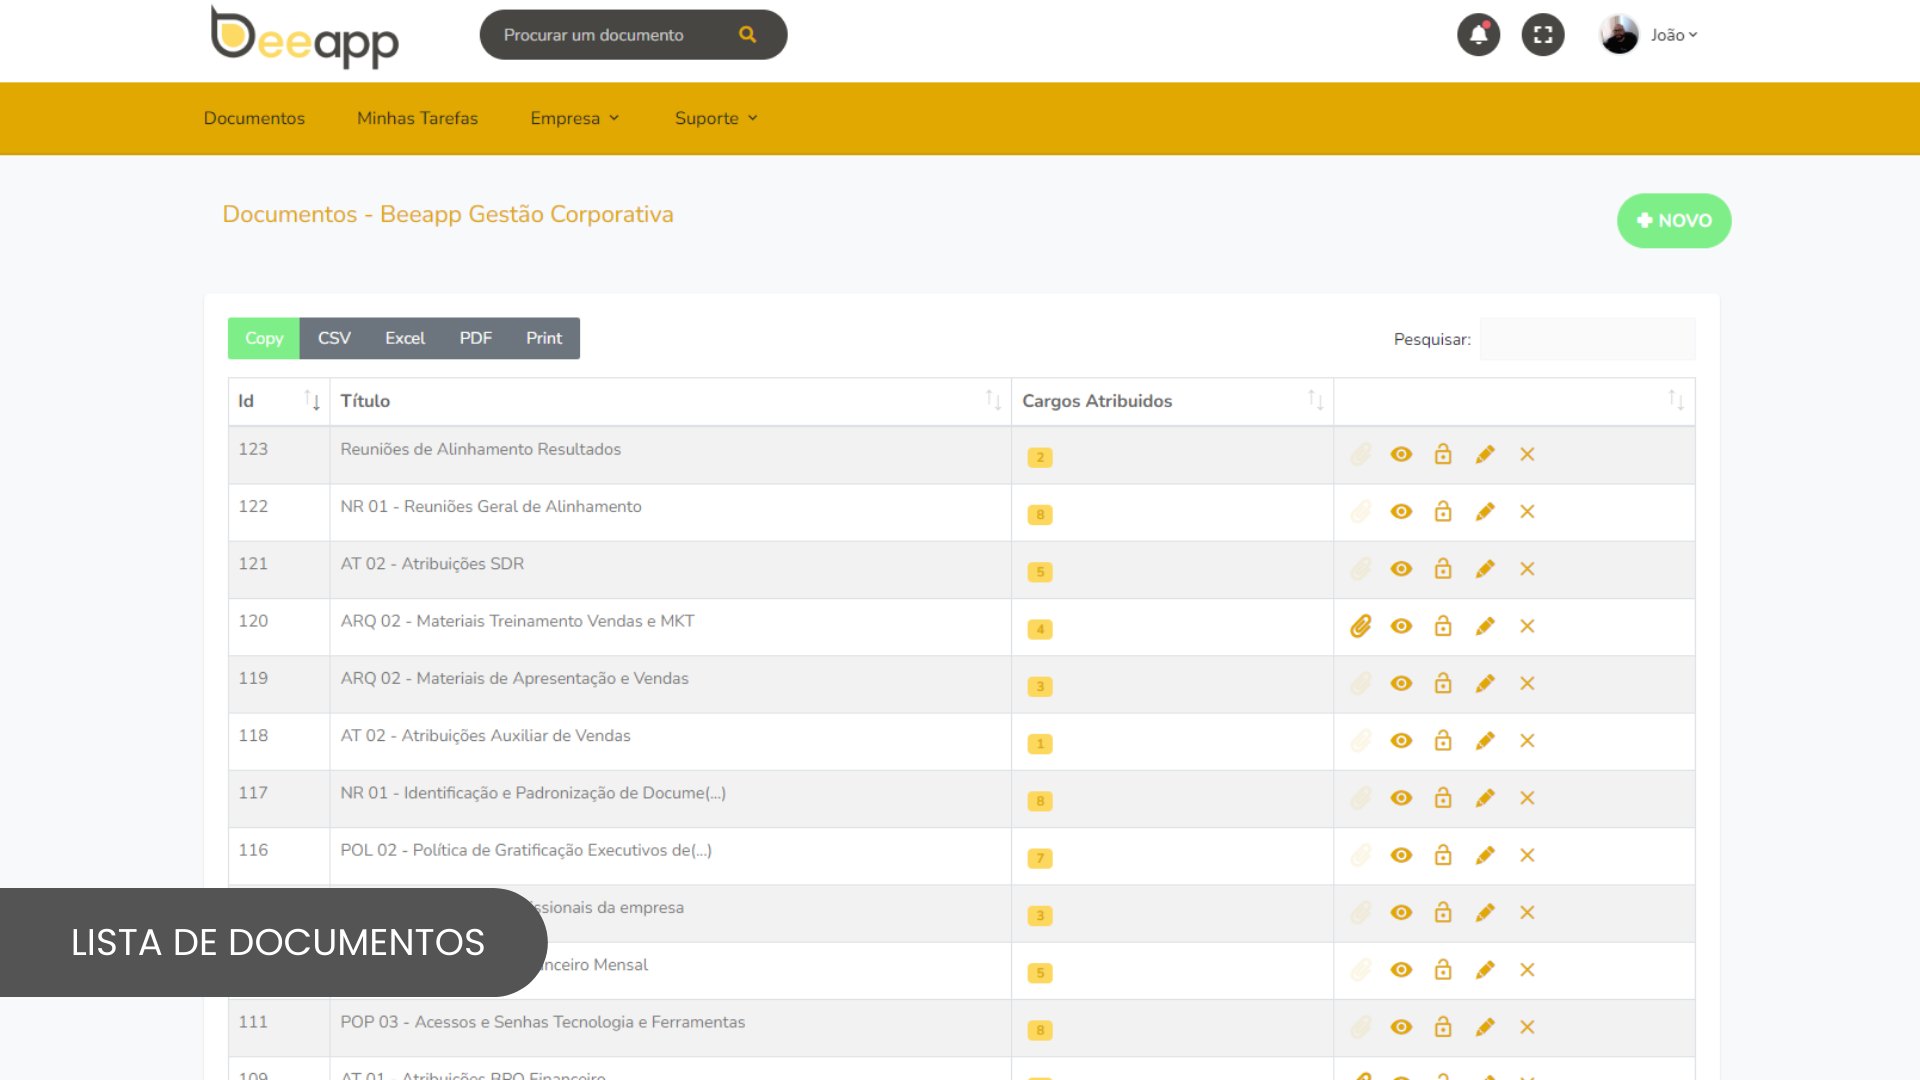 Beeapp
Procurar um documento
João
Documentos Minhas Tarefas Empresa Suporte
Documentos - Beeapp Gestão Corporativa
NOVO
Copy CSV Excel PDF Print
Pesquisar:
Id Título Cargos Atribuidos
123 Reuniões de Alinhamento Resultados 2
122 NR 01 - Reuniões Geral de Alinhamento 8
121 AT 02 - Atribuições SDR 5
120 ARQ 02 - Materiais Treinamento Vendas e MKT 4
119 ARQ 02 - Materiais de Apresentação e Vendas 3
118 AT 02 - Atribuições Auxiliar de Vendas 1
117 NR 01 - Identificação e Padronização de Docume(...) 8
116 POL 02 - Política de Gratificação Executivos de(...) 7
ssionais da empresa 3
LISTA DE DOCUMENTOS
nceiro Mensal 5
111 POP 03 - Acessos e Senhas Tecnologia e Ferramentas 8
109 AT 01 - Atribuições BPO Financeiro